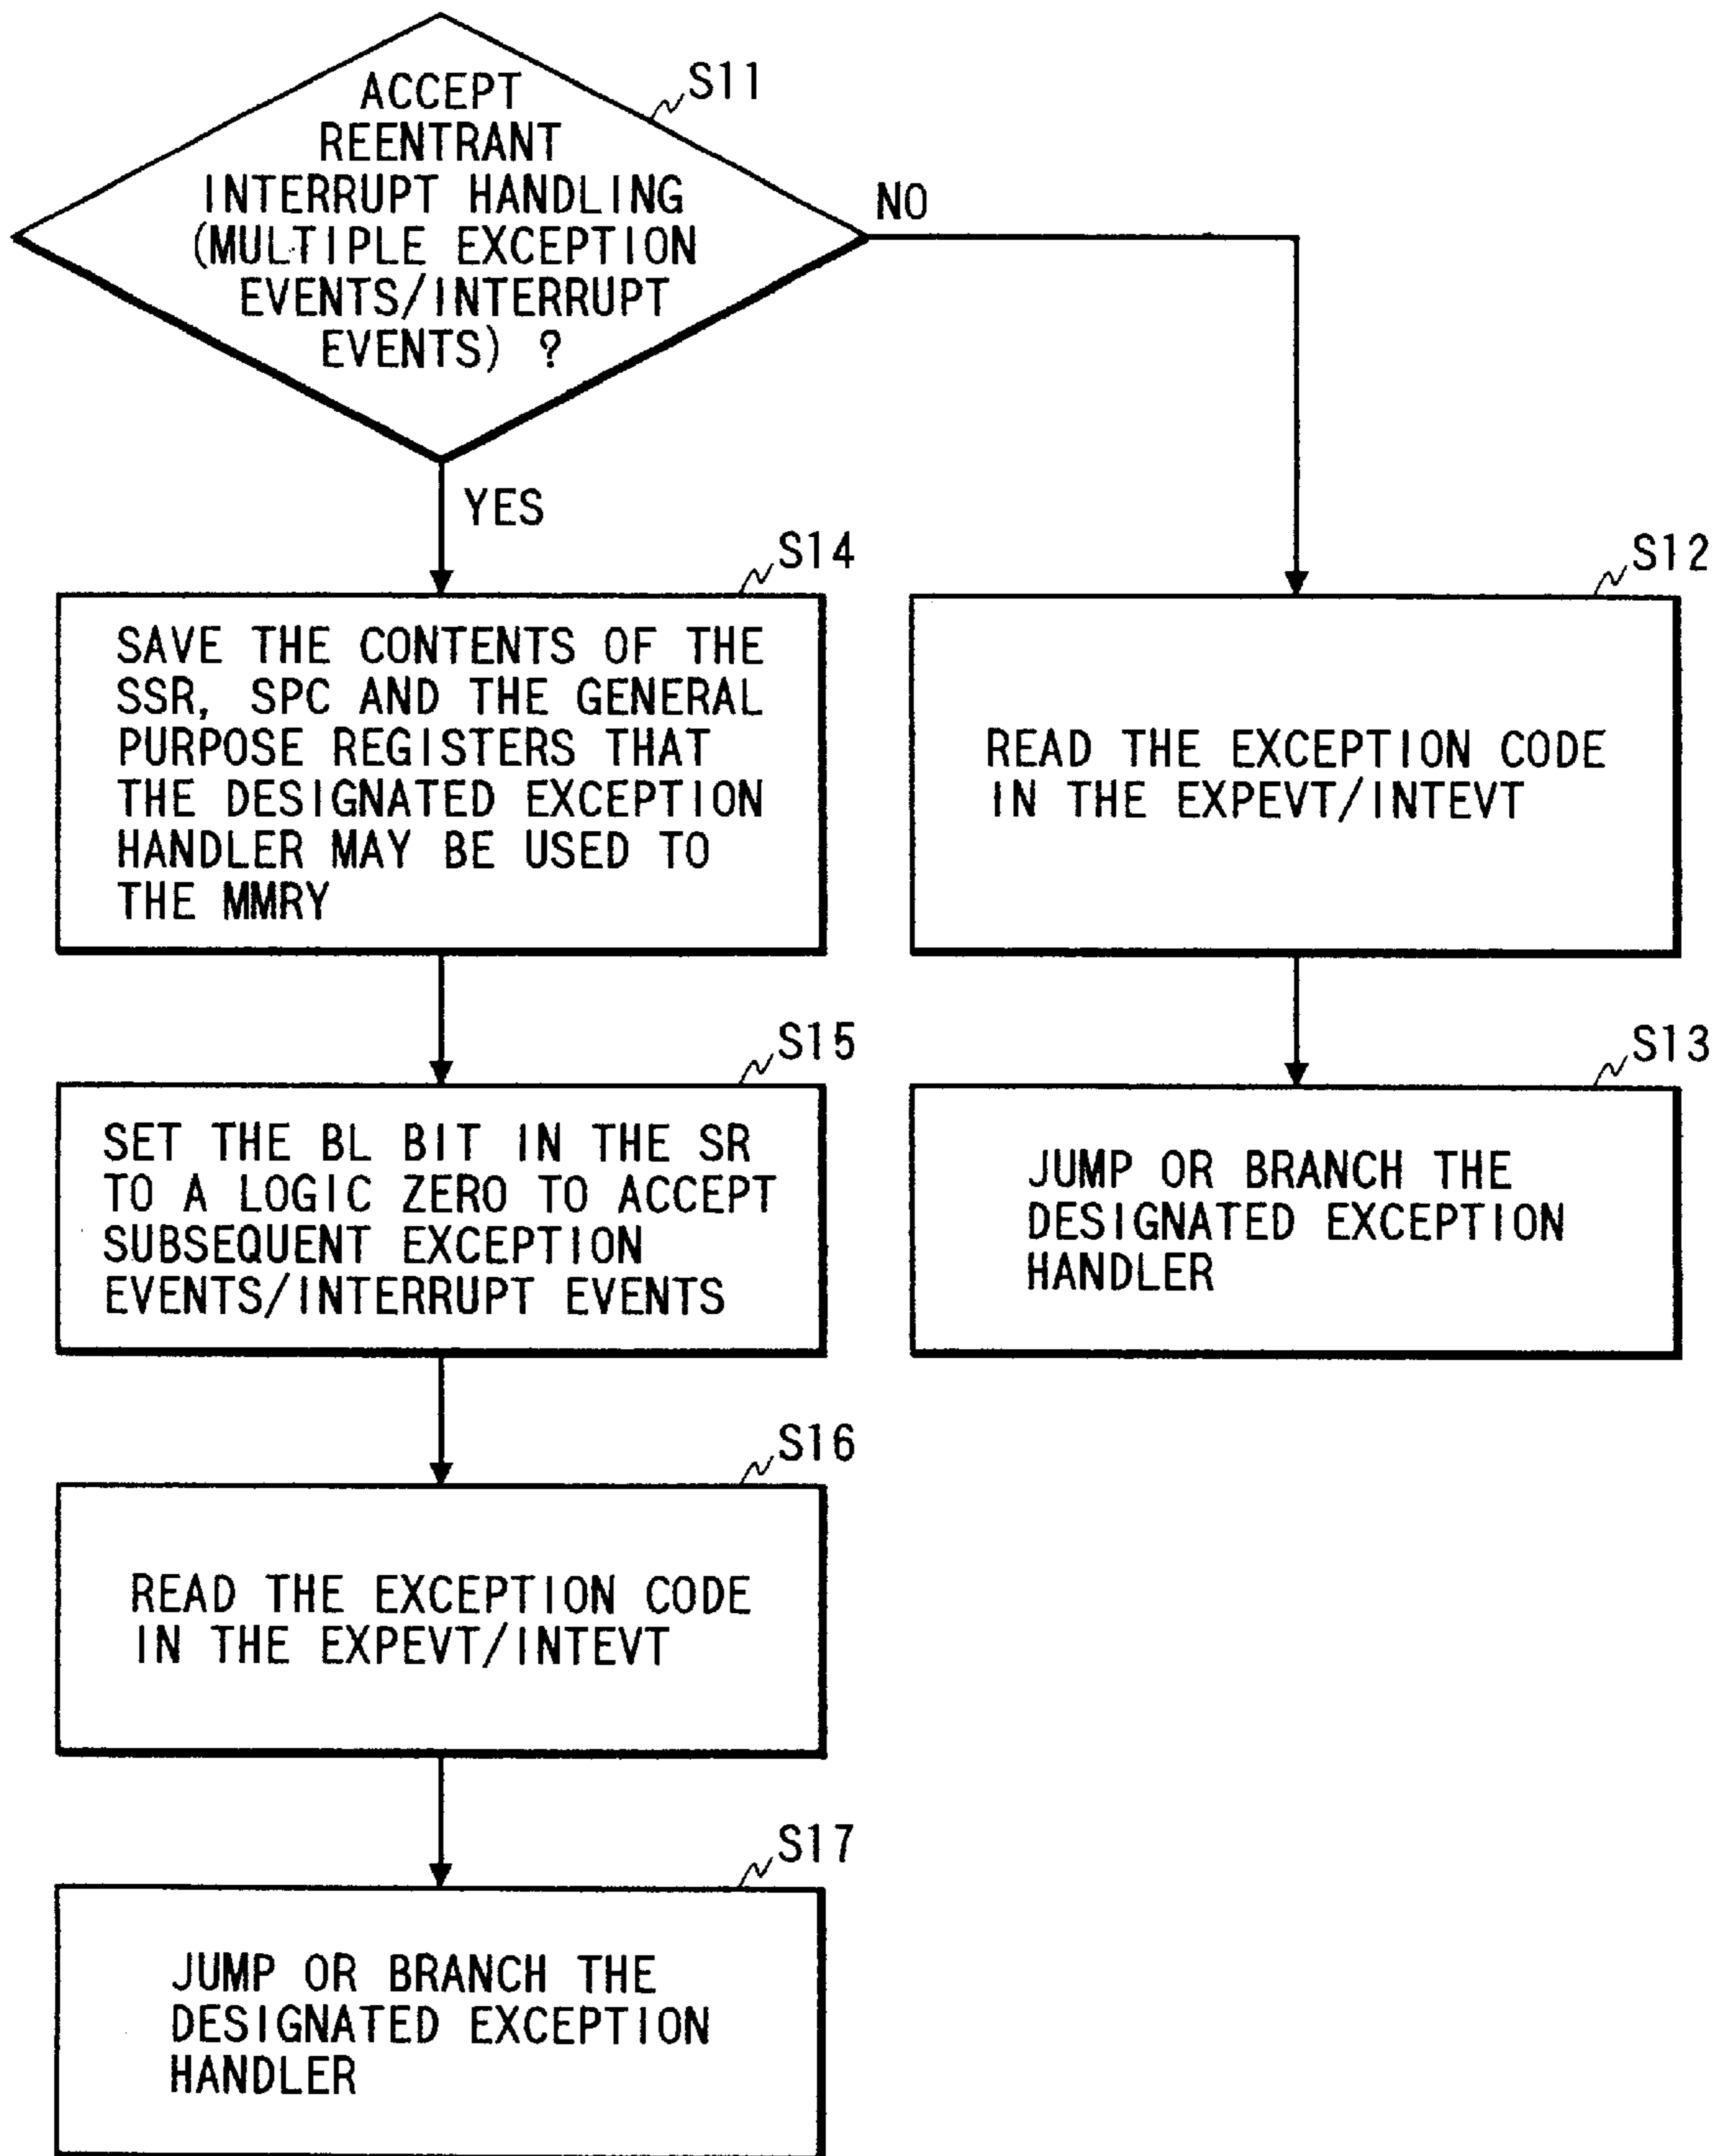 S11
ACCEPT
REENTRANT
INTERRUPT HANDLING
(MULTIPLE EXCEPTION
EVENTS/INTERRUPT
EVENTS) ?
NO
YES
S14
SAVE THE CONTENTS OF THE
SSR, SPC AND THE GENERAL
PURPOSE REGISTERS THAT
THE DESIGNATED EXCEPTION
HANDLER MAY BE USED TO
THE MMRY
S12
READ THE EXCEPTION CODE
IN THE EXPEVT/INTEVT
S15
SET THE BL BIT IN THE SR
TO A LOGIC ZERO TO ACCEPT
SUBSEQUENT EXCEPTION
EVENTS/INTERRUPT EVENTS
S13
JUMP OR BRANCH THE
DESIGNATED EXCEPTION
HANDLER
S16
READ THE EXCEPTION CODE
IN THE EXPEVT/INTEVT
S17
JUMP OR BRANCH THE
DESIGNATED EXCEPTION
HANDLER